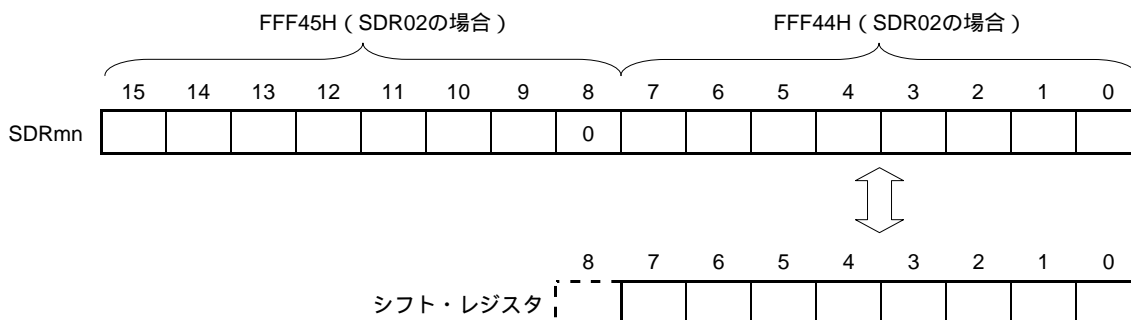 FFF45H（SDR02の場合） FFF44H（SDR02の場合）
15 14 13 12 11 10 9 8 7 6 5 4 3 2 1 0
SDRmn 0
8 7 6 5 4 3 2 1 0
シフト・レジスタ